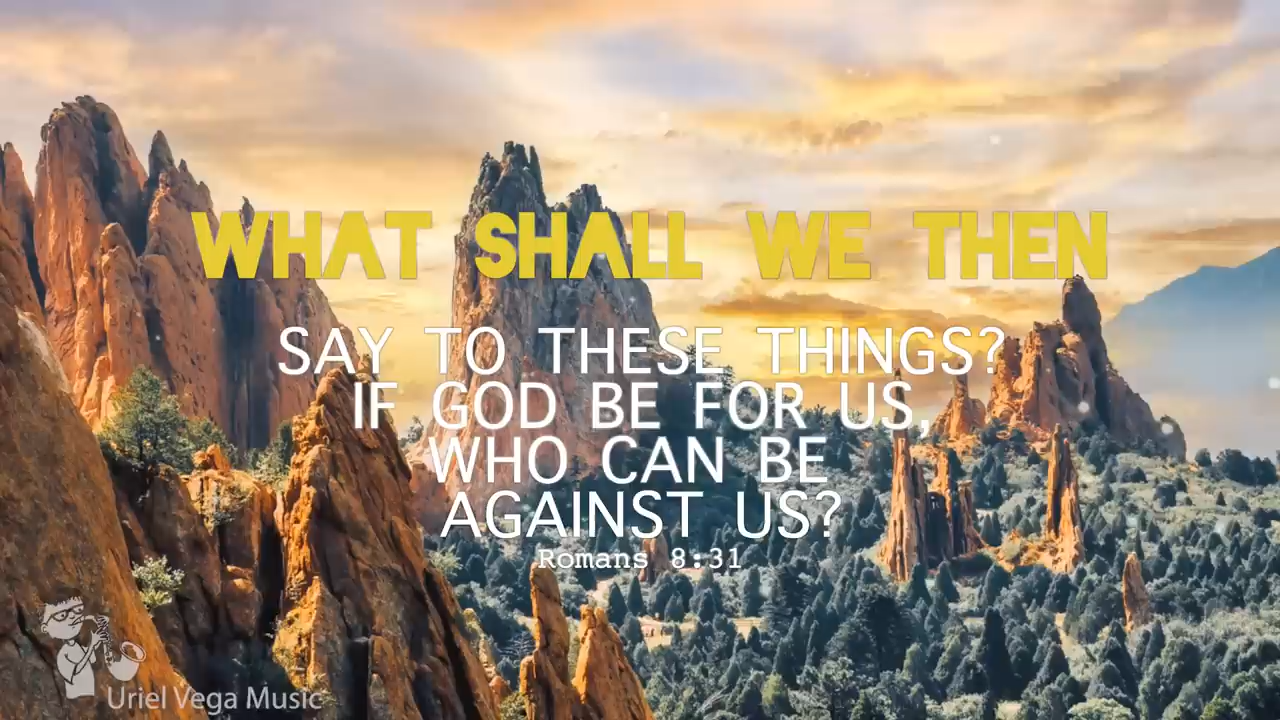 WHAT SHALL WE THEN
SAY TO THESE THINGS?
IF GOD BE FOR US,
WHO CAN BE
AGAINST US?
Romans 8:31
Uriel Vega Music